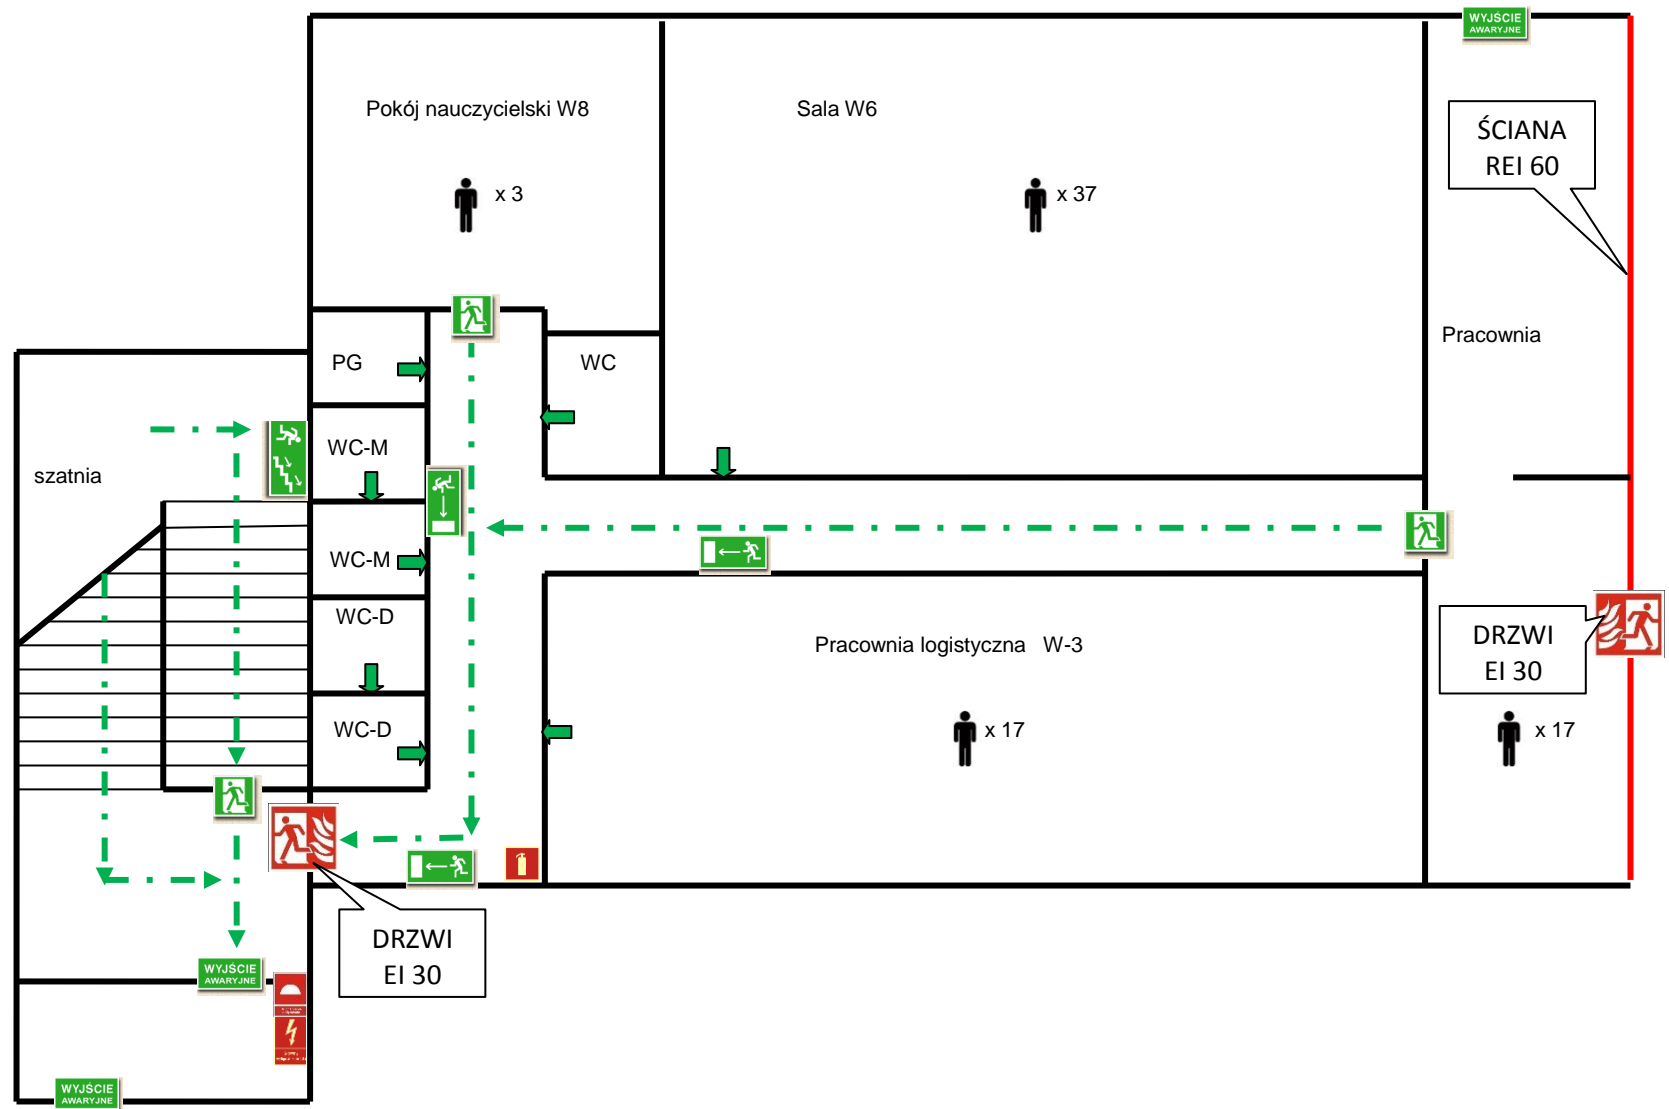 WYJŚCIE
AWARYJNE
Pokój nauczycielski W8
Sala W6
ŚCIANA
REI 60
x 3
x 37
Pracownia
PG
WC
WC-M
szatnia
WC-M
WC-D
Pracownia logistyczna W-3
DRZWI
EI 30
WC-D
x 17
x 17
DRZWI
EI 30
WYJŚCIE
AWARYJNE
WYJŚCIE
AWARYJNE